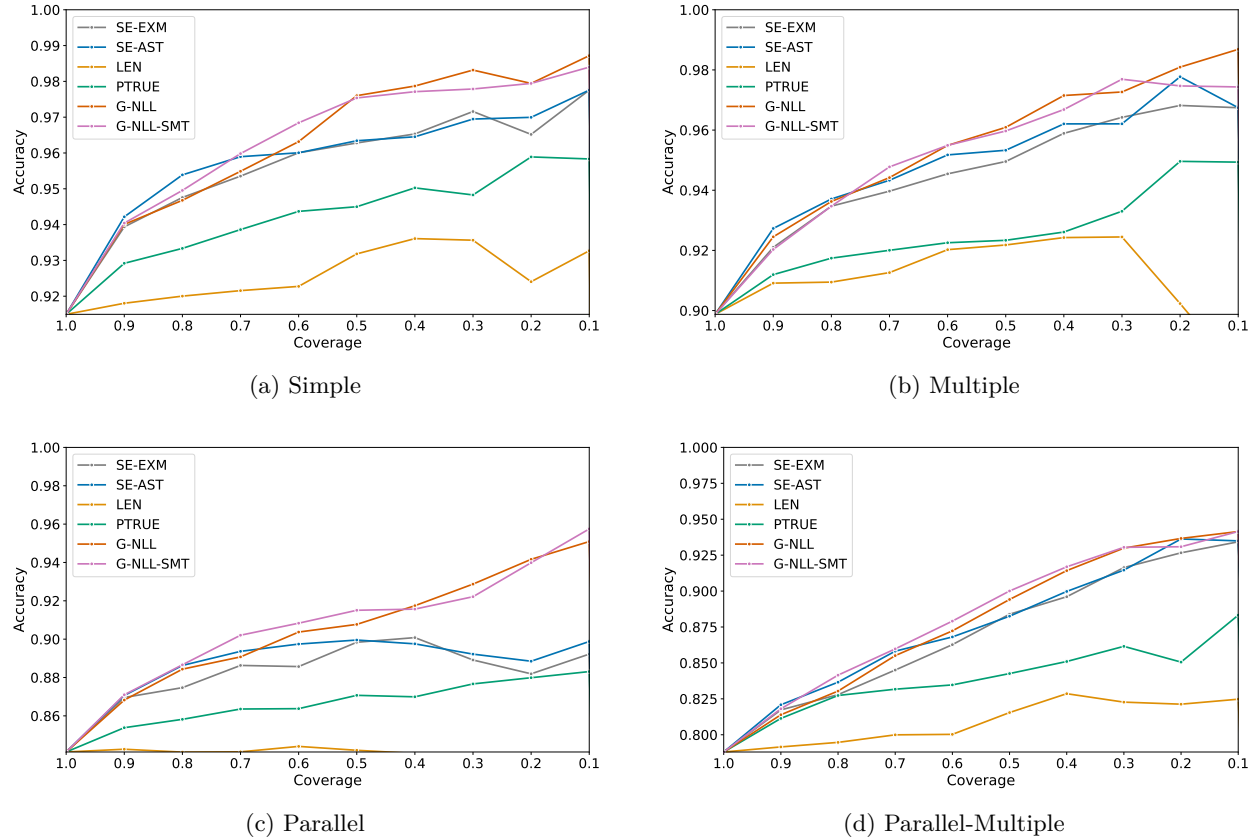 1.00
0.99
0.98
0.97
0.96
0.95
0.94
0.93
0.92
Accuracy
SE-EXM
SE-AST
LEN
PTRUE
G-NLL
G-NLL-SMT
1.0 0.9 0.8 0.7 0.6 0.5 0.4 0.3 0.2 0.1
Coverage
(a) Simple
1.00
0.98
0.96
0.94
0.92
0.90
Accuracy
SE-EXM
SE-AST
LEN
PTRUE
G-NLL
G-NLL-SMT
1.0 0.9 0.8 0.7 0.6 0.5 0.4 0.3 0.2 0.1
Coverage
(b) Multiple
1.00
0.98
0.96
0.94
0.92
0.90
0.88
0.86
Accuracy
SE-EXM
SE-AST
LEN
PTRUE
G-NLL
G-NLL-SMT
1.0 0.9 0.8 0.7 0.6 0.5 0.4 0.3 0.2 0.1
Coverage
(c) Parallel
1.000
0.975
0.950
0.925
0.900
0.875
0.850
0.825
0.800
Accuracy
SE-EXM
SE-AST
LEN
PTRUE
G-NLL
G-NLL-SMT
1.0 0.9 0.8 0.7 0.6 0.5 0.4 0.3 0.2 0.1
Coverage
(d) Parallel-Multiple